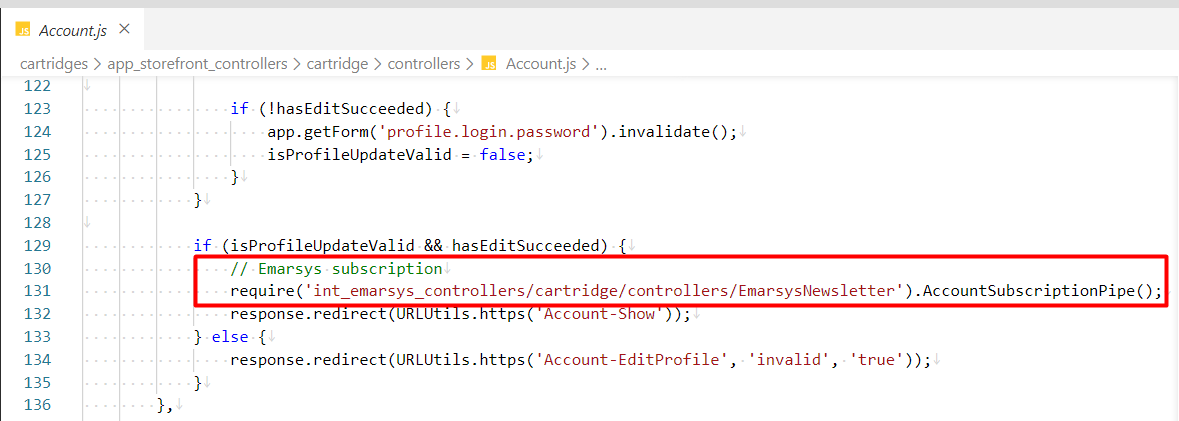 JS Account.js ×
cartridges > app_storefront_controllers > cartridge > controllers > JS Account.js > ...
122
123 if (!hasEditSucceeded) {
124 app.getForm('profile.login.password').invalidate();
125 isProfileUpdateValid = false;
126 }
127 }
128
129 if (isProfileUpdateValid && hasEditSucceeded) {
130 // Emarsys subscription
131 require('int_emarsys_controllers/cartridge/controllers/EmarsysNewsletter').AccountSubscriptionPipe();
132 response.redirect(URLUtils.https('Account-Show'));
133 } else {
134 response.redirect(URLUtils.https('Account-EditProfile', 'invalid', 'true'));
135 }
136 },